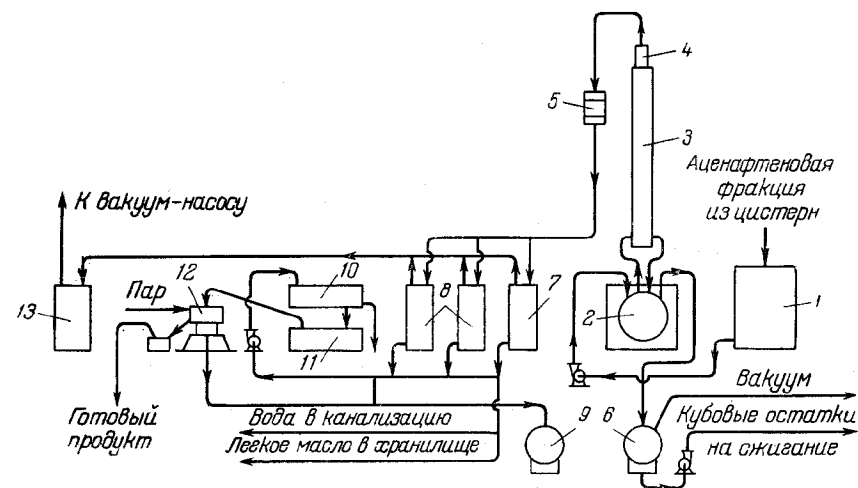 4
5
3
Аценафтеновая
фракция
из цистерн
К вакуум-насосу
12
10
7
Пар
8
13
2
1
11
Вакуум
Готовый
продукт
Вода в канализацию
9
6
Кубовые остатки
Легкое масло в хранилище
на сжигание